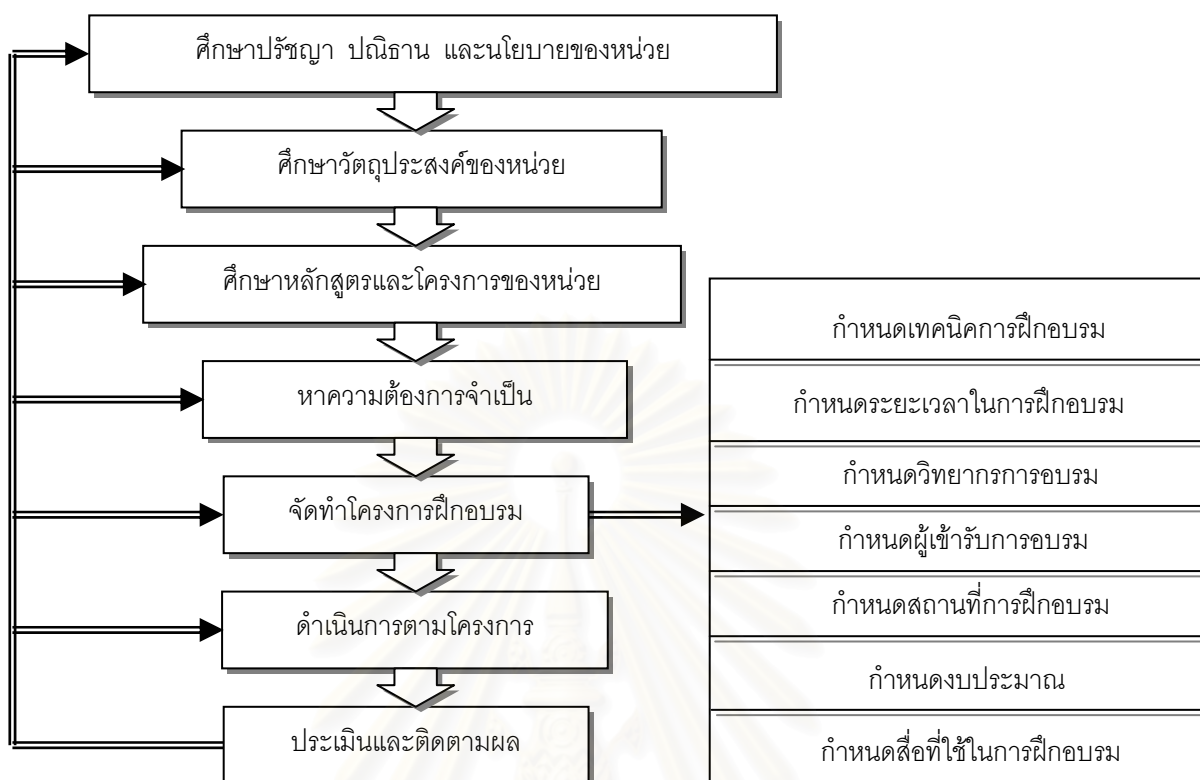 ศึกษาปรัชญา ปณิธาน และนโยบายของหน่วย
ศึกษาวัตถุประสงค์ของหน่วย
ศึกษาหลักสูตรและโครงการของหน่วย
หาความต้องการจำเป็น
จัดทำโครงการฝึกอบรม
ดำเนินการตามโครงการ
ประเมินและติดตามผล
กำหนดเทคนิคการฝึกอบรม
กำหนดระยะเวลาในการฝึกอบรม
กำหนดวิทยากรการอบรม
กำหนดผู้เข้ารับการอบรม
กำหนดสถานที่การฝึกอบรม
กำหนดงบประมาณ
กำหนดสื่อที่ใช้ในการฝึกอบรม